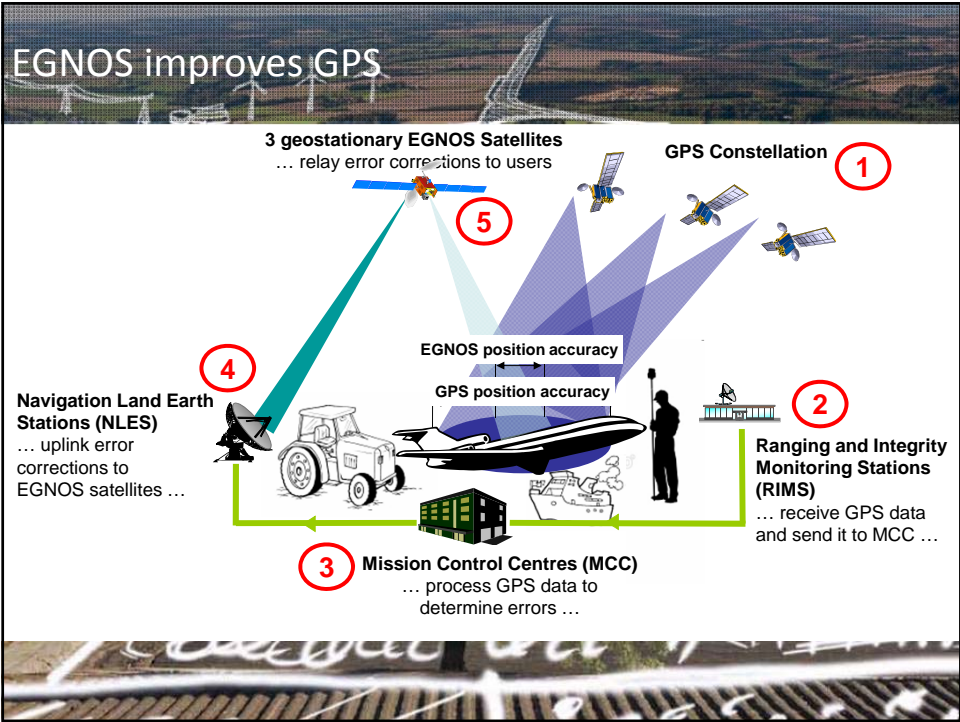 EGNOS improves GPS
3 geostationary EGNOS Satellites
… relay error corrections to users
GPS Constellation
1
5
EGNOS position accuracy
GPS position accuracy
4
Navigation Land Earth
Stations (NLES)
… uplink error
corrections to
EGNOS satellites …
2
Ranging and Integrity
Monitoring Stations
(RIMS)
… receive GPS data
and send it to MCC …
3
Mission Control Centres (MCC)
… process GPS data to
determine errors …